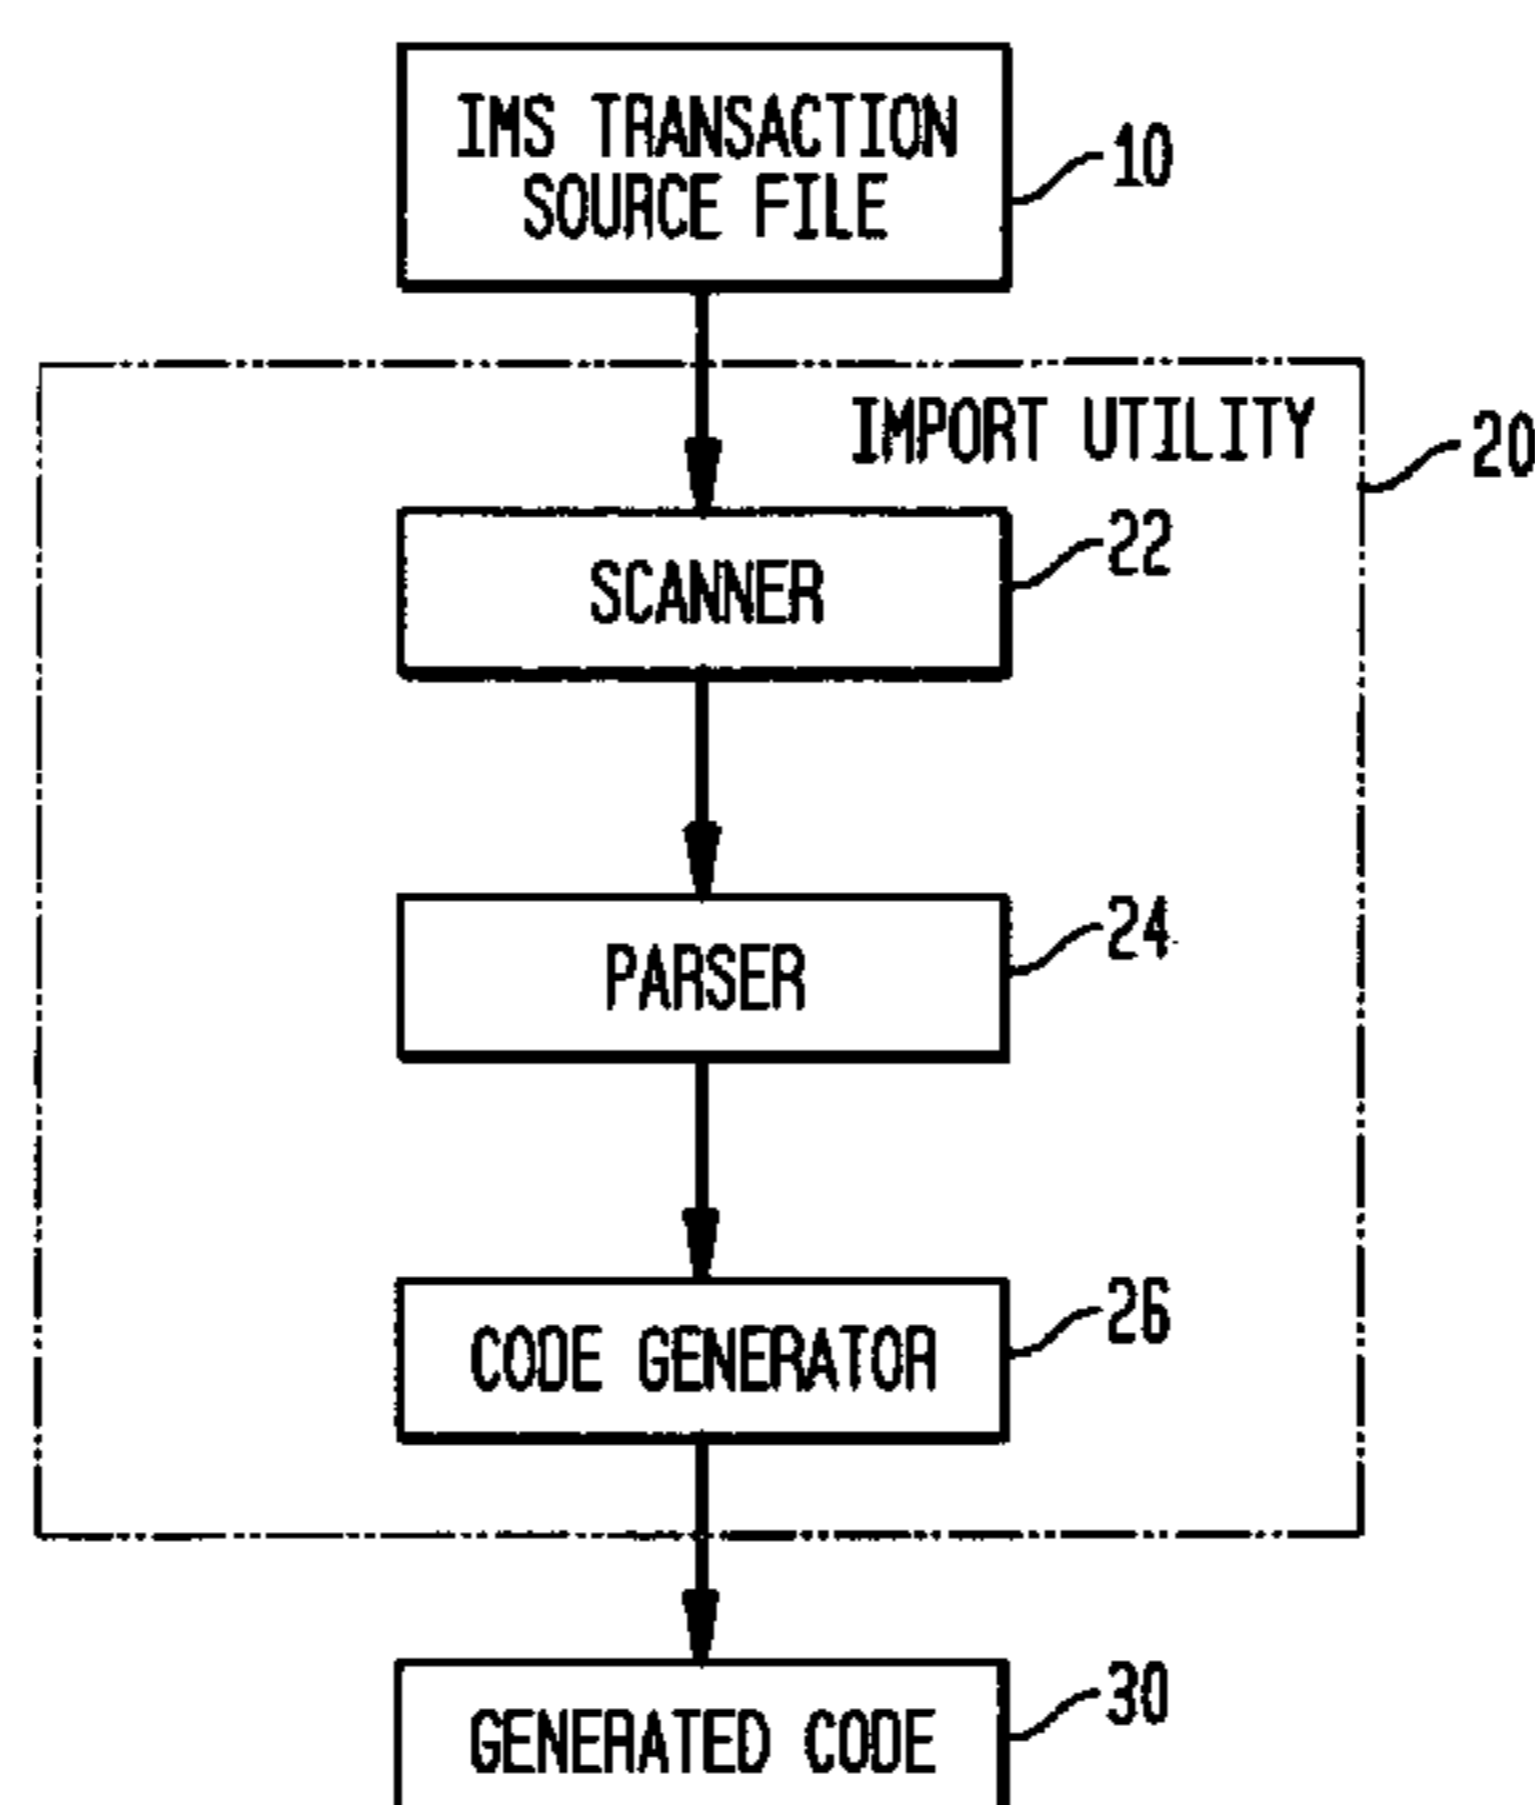 IMS TRANSACTION
SOURCE FILE
10
IMPORT UTILITY
20
SCANNER
22
PARSER
24
CODE GENERATOR
26
GENERATED CODE
30